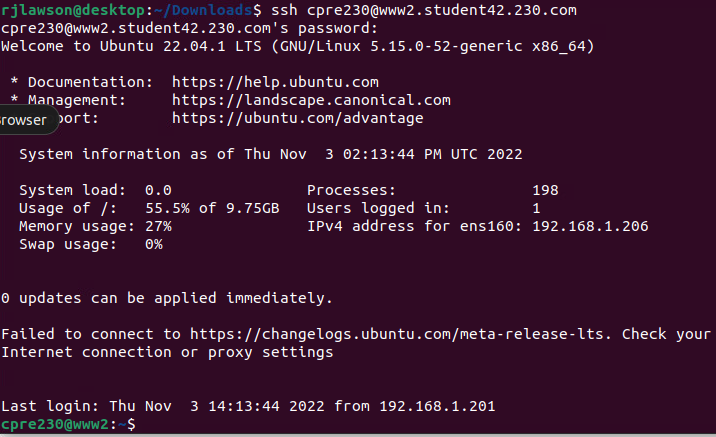 rjlawson@desktop:~/Downloads$ ssh cpre230@www2.student42.230.com
cpre230@www2.student42.230.com's password:
Welcome to Ubuntu 22.04.1 LTS (GNU/Linux 5.15.0-52-generic x86_64)
* Documentation:  https://help.ubuntu.com
* Management:     https://landscape.canonical.com
rowser port:        https://ubuntu.com/advantage
System information as of Thu Nov  3 02:13:44 PM UTC 2022
System load:  0.0                Processes:               198
Usage of /:   55.5% of 9.75GB   Users logged in:         1
Memory usage: 27%                IPv4 address for ens160: 192.168.1.206
Swap usage:   0%
0 updates can be applied immediately.
Failed to connect to https://changelogs.ubuntu.com/meta-release-lts. Check your
Internet connection or proxy settings
Last login: Thu Nov  3 14:13:44 2022 from 192.168.1.201
cpre230@www2:~$